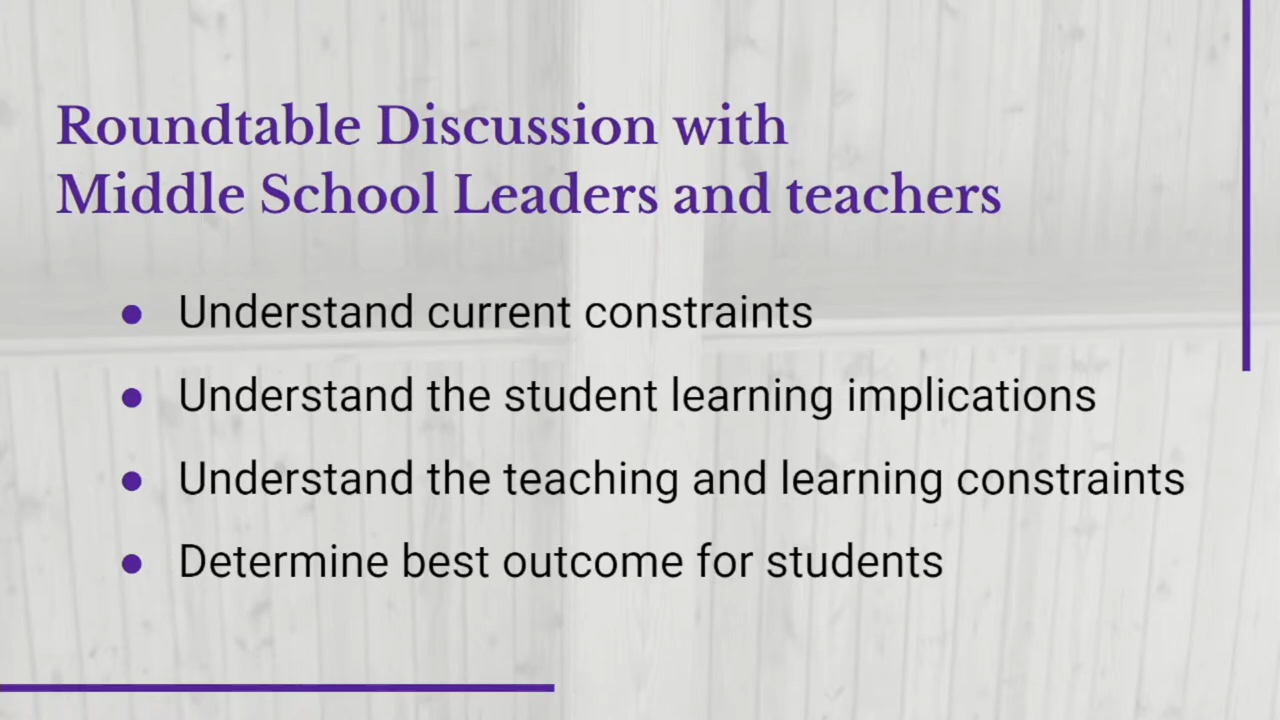 Roundtable Discussion with
Middle School Leaders and teachers
● Understand current constraints
● Understand the student learning implications
● Understand the teaching and learning constraints
● Determine best outcome for students